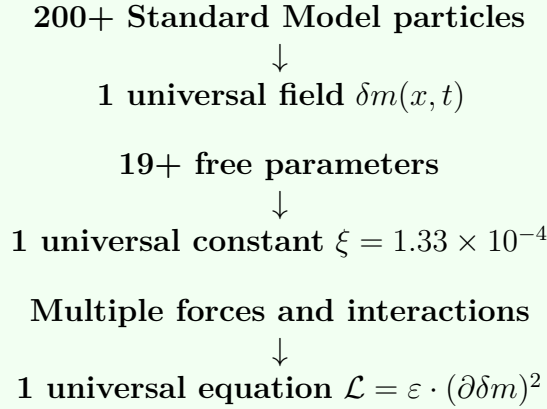 200+ Standard Model particles
↓
1 universal field δm(x, t)
19+ free parameters
↓
1 universal constant ξ = 1.33 × 10⁻⁴
Multiple forces and interactions
↓
1 universal equation ℒ = ε · (∂δm)²